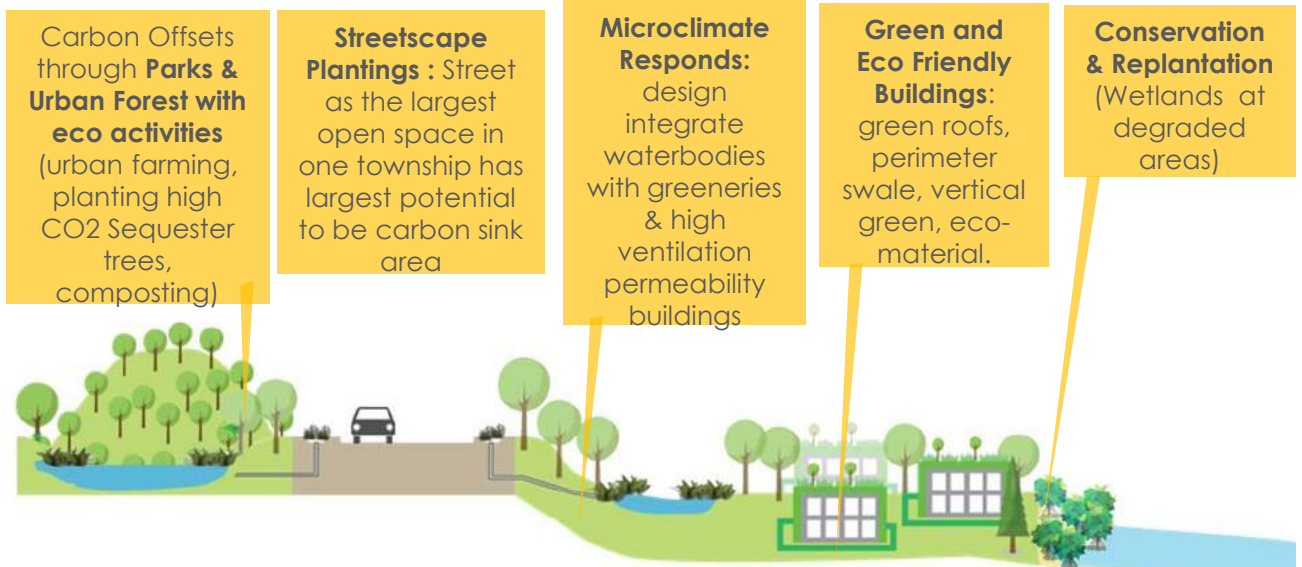 Carbon Offsets
through Parks &
Urban Forest with
eco activities
(urban farming,
planting high
CO2 Sequester
trees,
composting)
Streetscape
Plantings : Street
as the largest
open space in
one township has
largest potential
to be carbon sink
area
Microclimate
Responds:
design
integrate
waterbodies
with greeneries
& high
ventilation
permeability
buildings
Green and
Eco Friendly
Buildings:
green roofs,
perimeter
swale, vertical
green, eco-
material.
Conservation
& Replantation
(Wetlands at
degraded
areas)